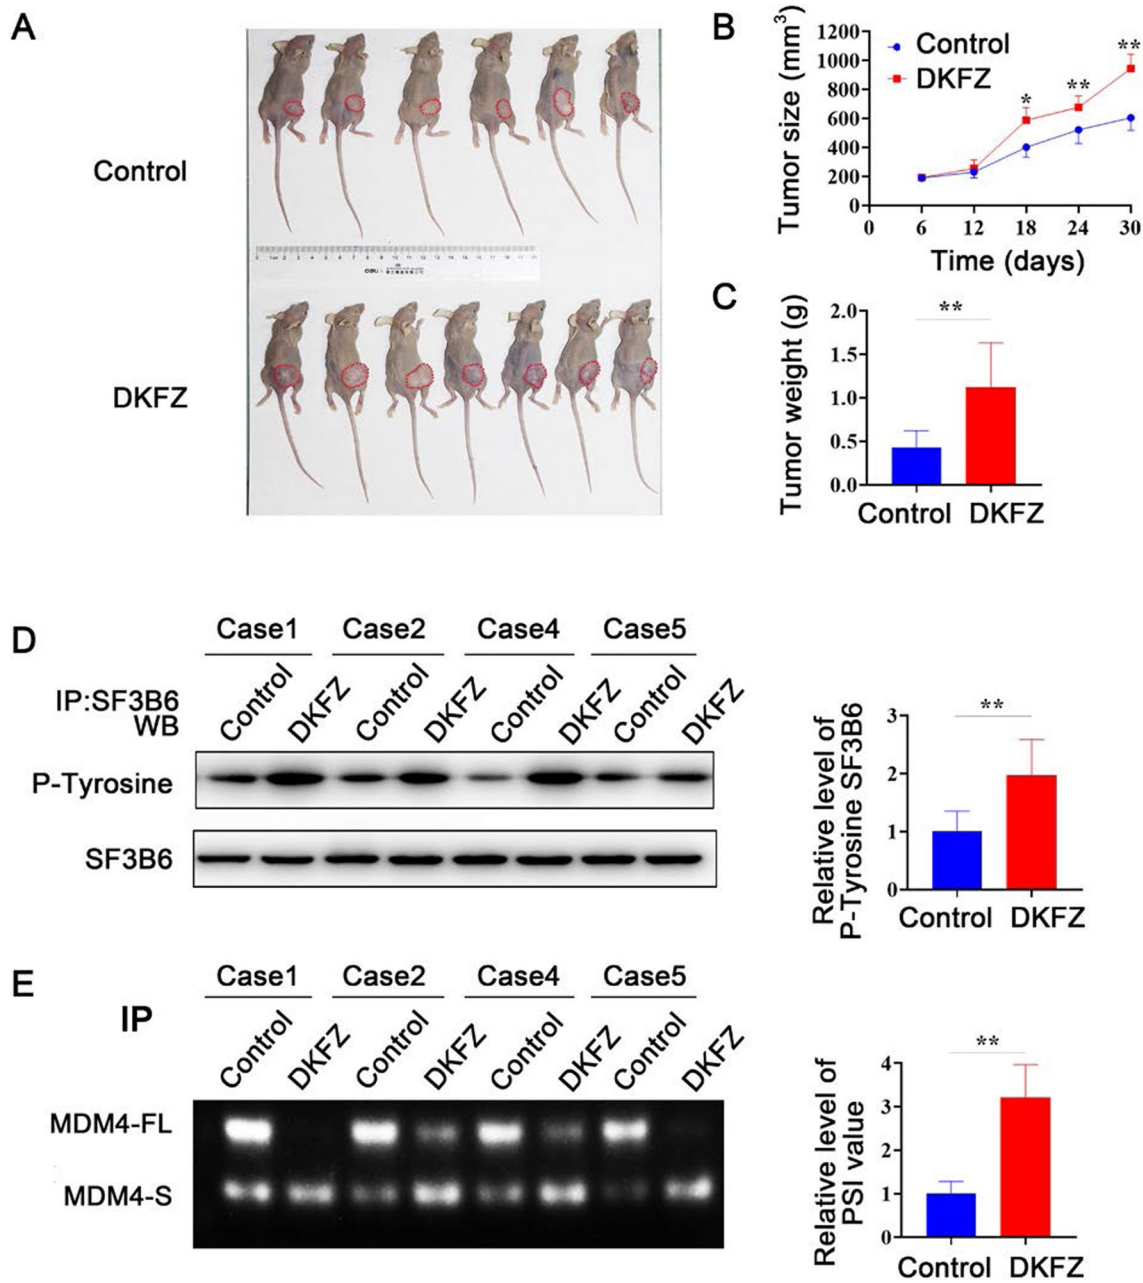 A
Control
DKFZ
deli
B
Tumor size (mm³)
1200
1000
800
600
400
200
0
Control
DKFZ
*
**
**
0 6 12 18 24 30
Time (days)
C
Tumor weight (g)
2.0
1.5
1.0
0.5
0.0
**
Control DKFZ
D
Case1 Case2 Case4 Case5
IP:SF3B6
WB
Control DKFZ Control DKFZ Control DKFZ Control DKFZ
P-Tyrosine
SF3B6
Relative level of
P-Tyrosine SF3B6
3
2
1
0
**
Control DKFZ
E
Case1 Case2 Case4 Case5
IP
Control DKFZ Control DKFZ Control DKFZ Control DKFZ
MDM4-FL
MDM4-S
Relative level of
PSI value
4
3
2
1
0
**
Control DKFZ